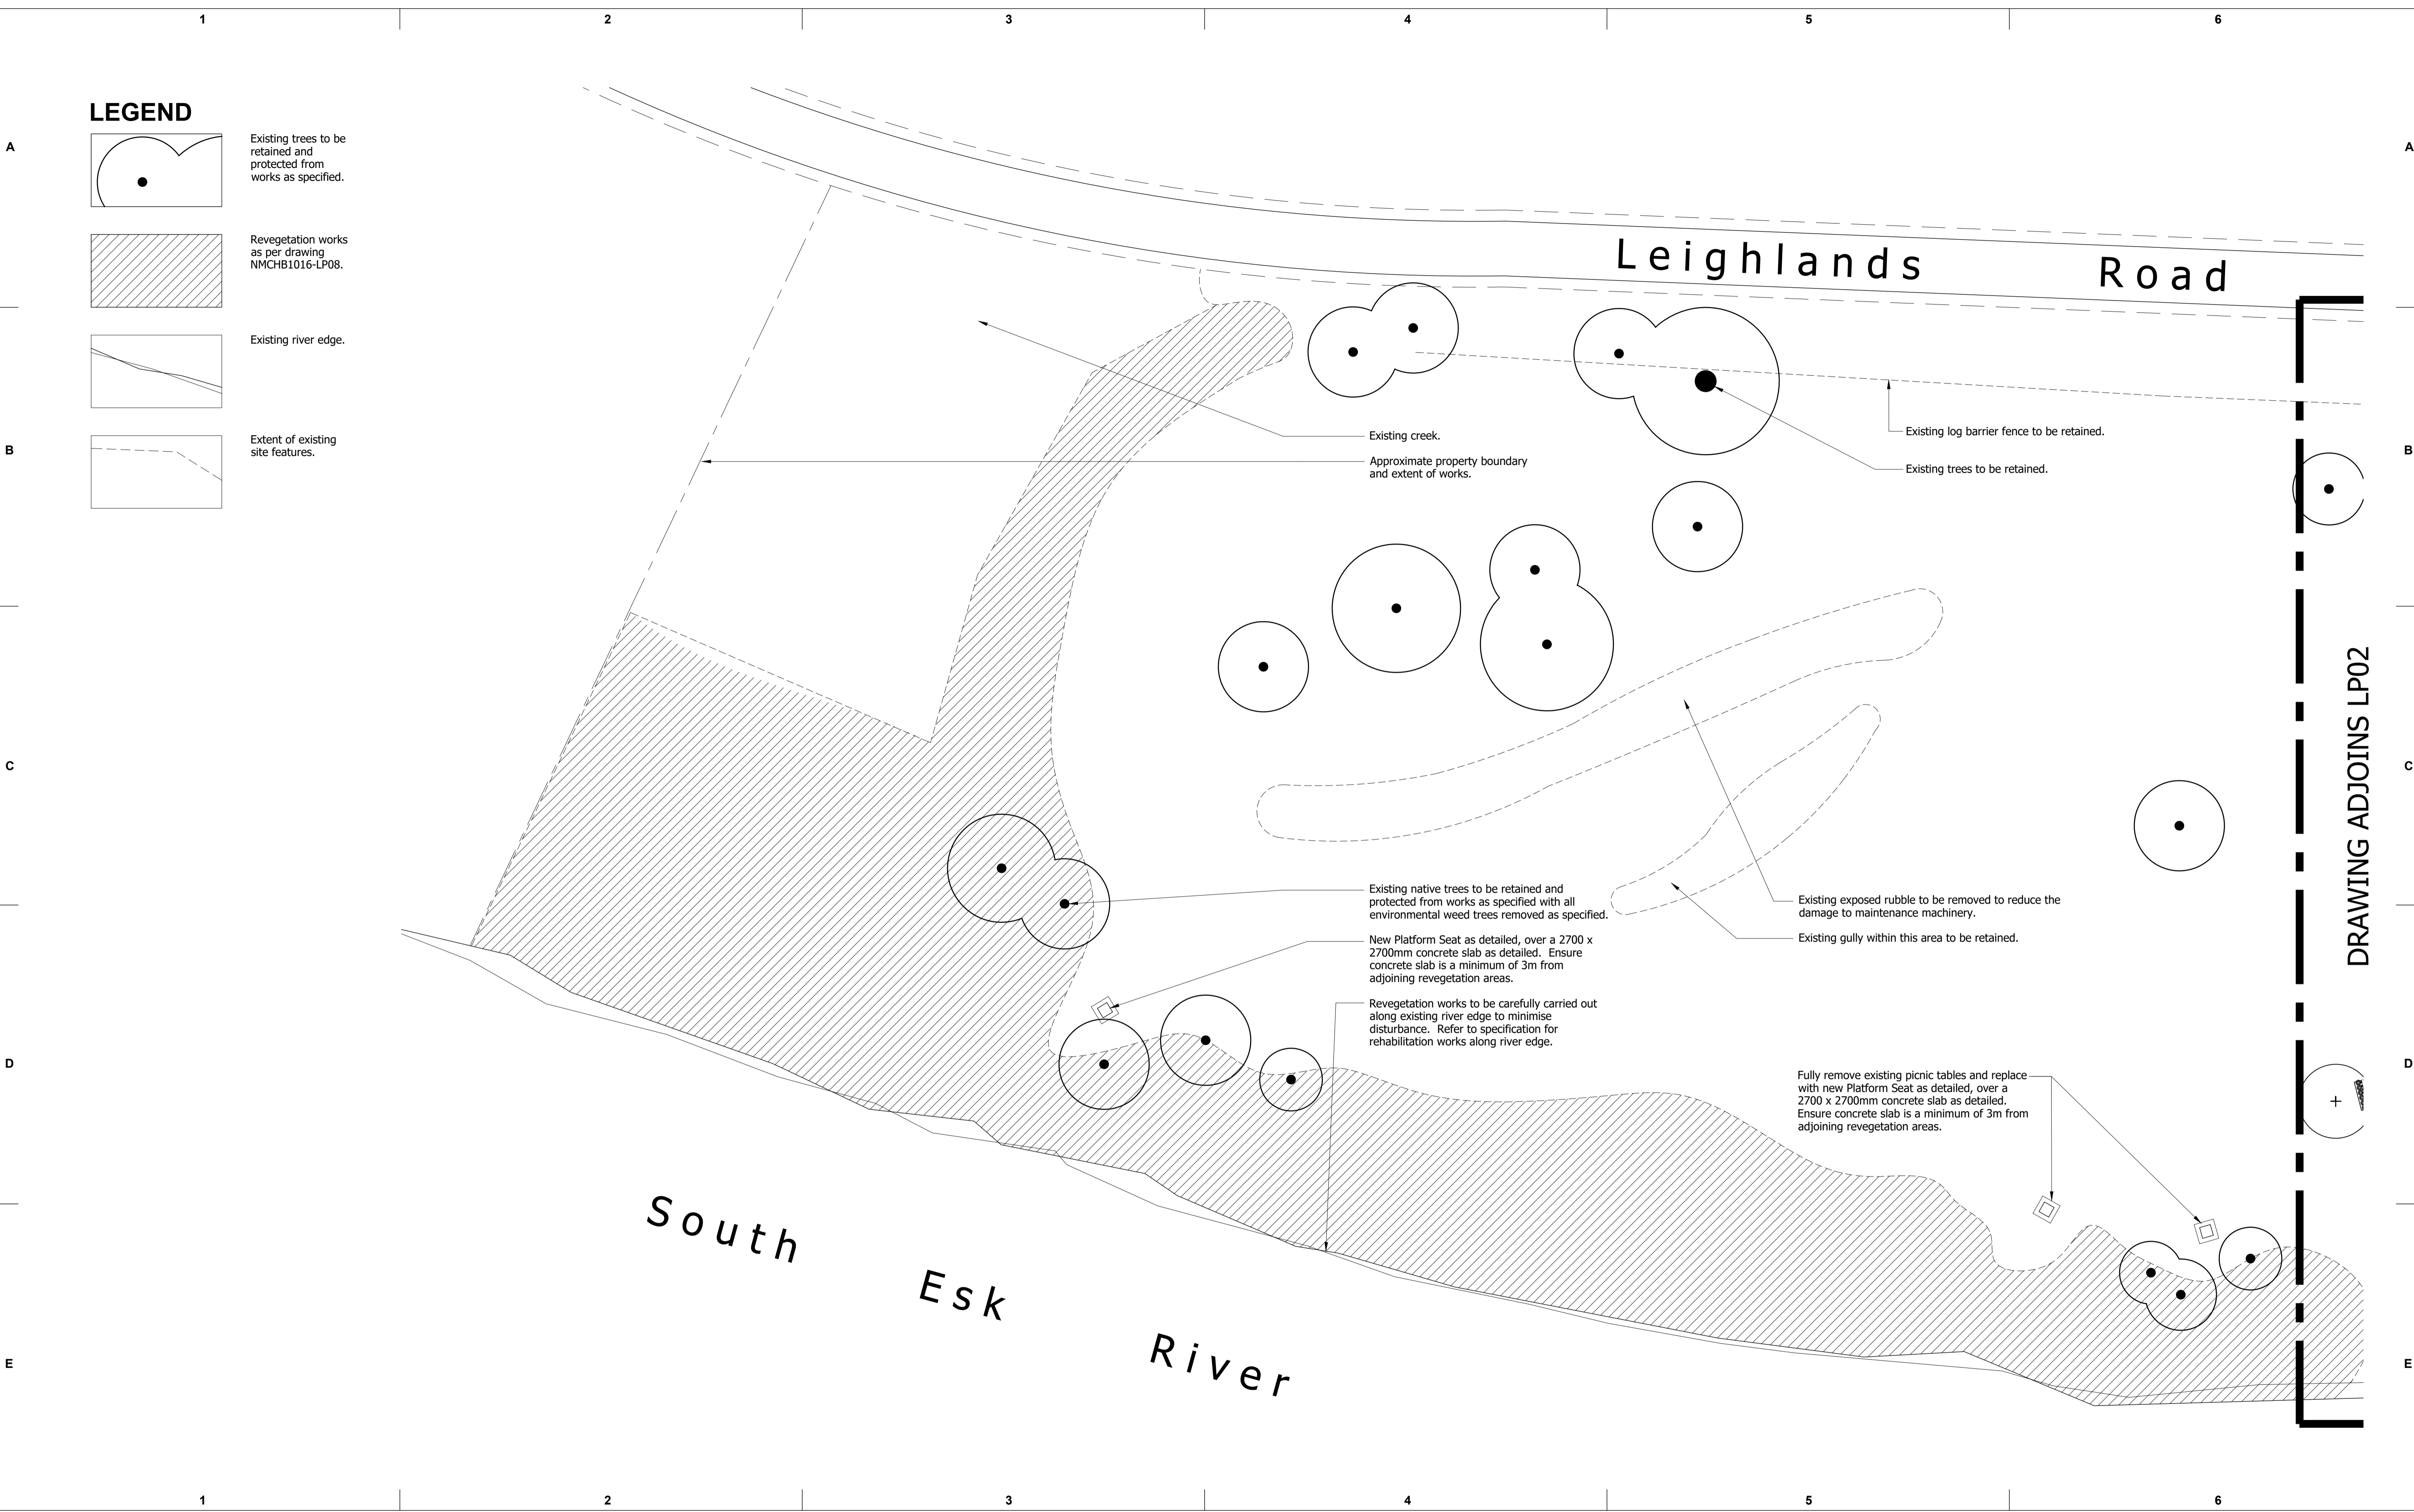 1 2 3 4 5 6
LEGEND
A A
Existing trees to be
retained and
protected from
works as specified.
Revegetation works
as per drawing
NMCHB1016-LP08.
Existing river edge.
Extent of existing
site features.
Leighlands Road
B B
Existing creek.
Approximate property boundary
and extent of works.
Existing log barrier fence to be retained.
Existing trees to be retained.
C C
DRAWING ADJOINS LP02
Existing native trees to be retained and
protected from works as specified with all
environmental weed trees removed as specified.
New Platform Seat as detailed, over a 2700 x
2700mm concrete slab as detailed. Ensure
concrete slab is a minimum of 3m from
adjoining revegetation areas.
Revegetation works to be carefully carried out
along existing river edge to minimise
disturbance. Refer to specification for
rehabilitation works along river edge.
Existing exposed rubble to be removed to reduce the
damage to maintenance machinery.
Existing gully within this area to be retained.
D D
Fully remove existing picnic tables and replace
with new Platform Seat as detailed, over a
2700 x 2700mm concrete slab as detailed.
Ensure concrete slab is a minimum of 3m from
adjoining revegetation areas.
South Esk River
E E
1 2 3 4 5 6